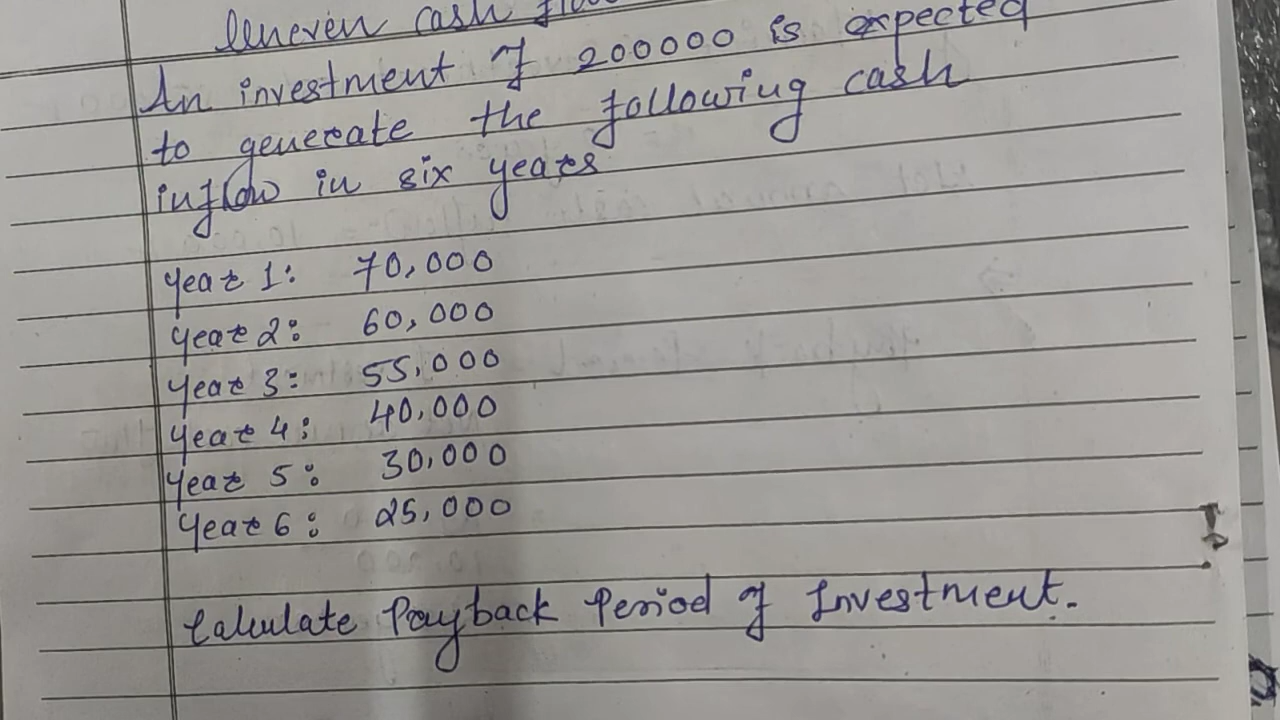 Uneven cash flow
An investment of 200000 is expected
to generate the following cash
inflow in six years
year 1: 70,000
year 2: 60,000
year 3: 55,000
year 4: 40,000
year 5: 30,000
year 6: 25,000
Calculate Payback Period of Investment.